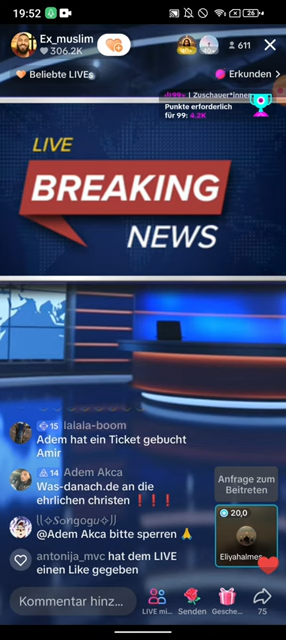 19:52
26
Ex_muslim
306.2K
611
Beliebte LIVEs
Erkunden
Zuschauer*innen
Punkte erforderlich
für 99: 4.2K
LIVE
BREAKING
NEWS
15 lalala-boom
Adem hat ein Ticket gebucht
Amir
14 Adem Akca
Was-danach.de an die
ehrlichen christen ❗❗❗
Songogu
@Adem Akca bitte sperren 🙏
antonija_mvc hat dem LIVE
einen Like gegeben
Anfrage zum
Beitreten
20,0
Eliyahalmes
Kommentar hinz...
LIVE mi...
Senden
Gesche...
75